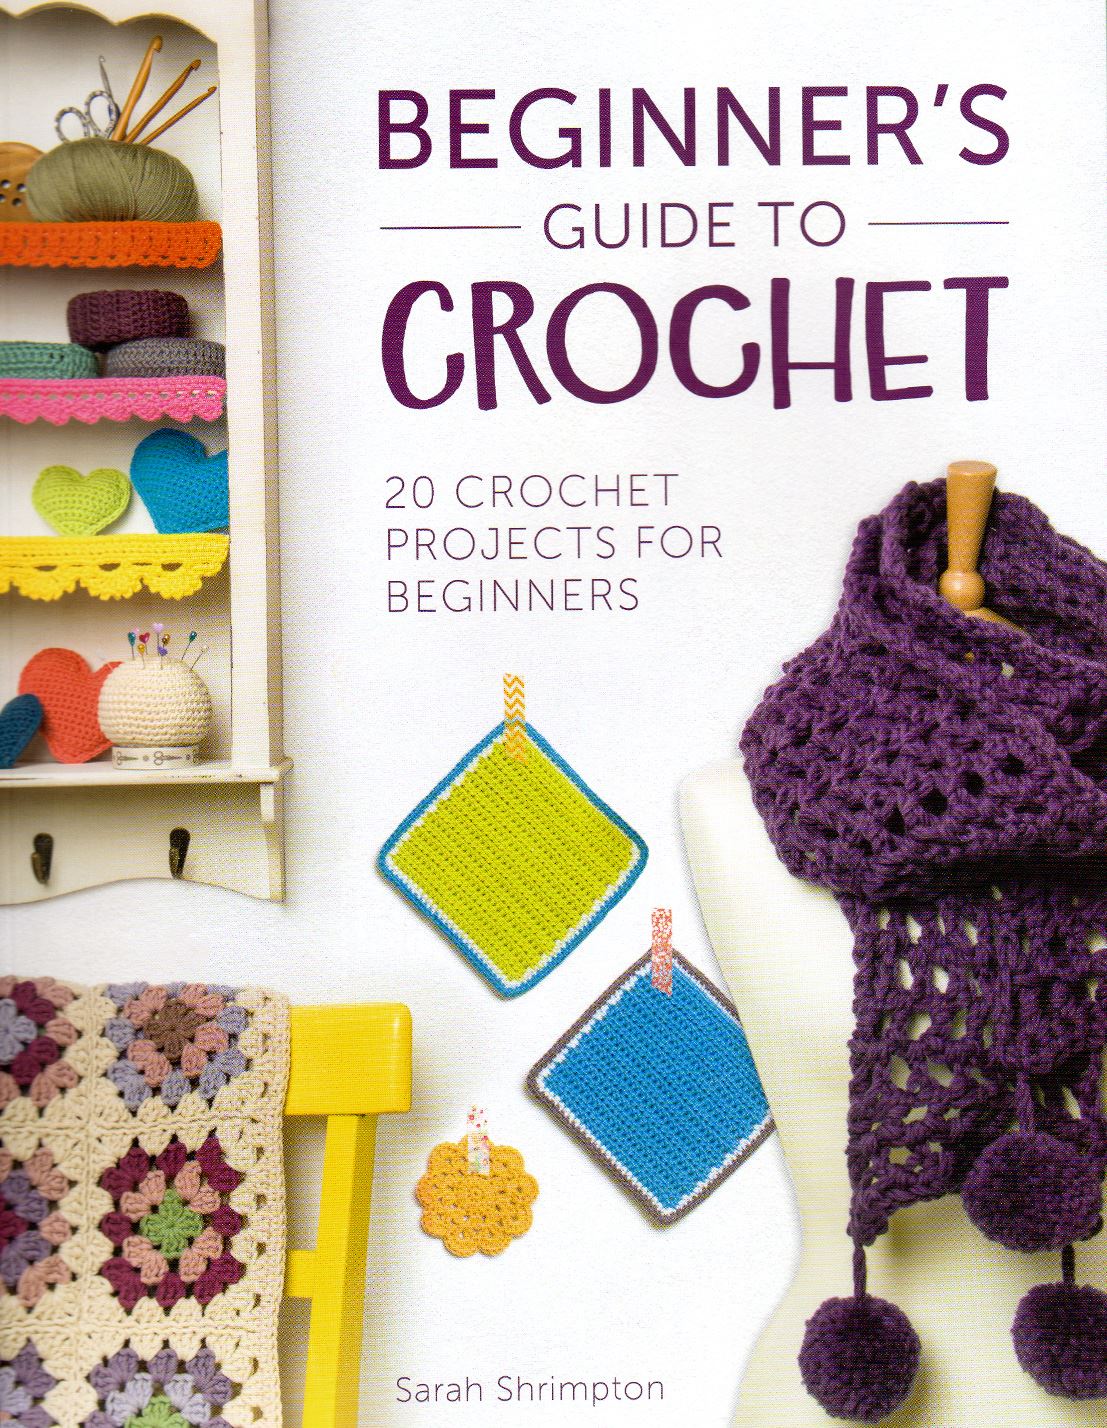 BEGINNER'S
GUIDE TO
CROCHET
20 CROCHET
PROJECTS FOR
BEGINNERS
Sarah Shrimpton